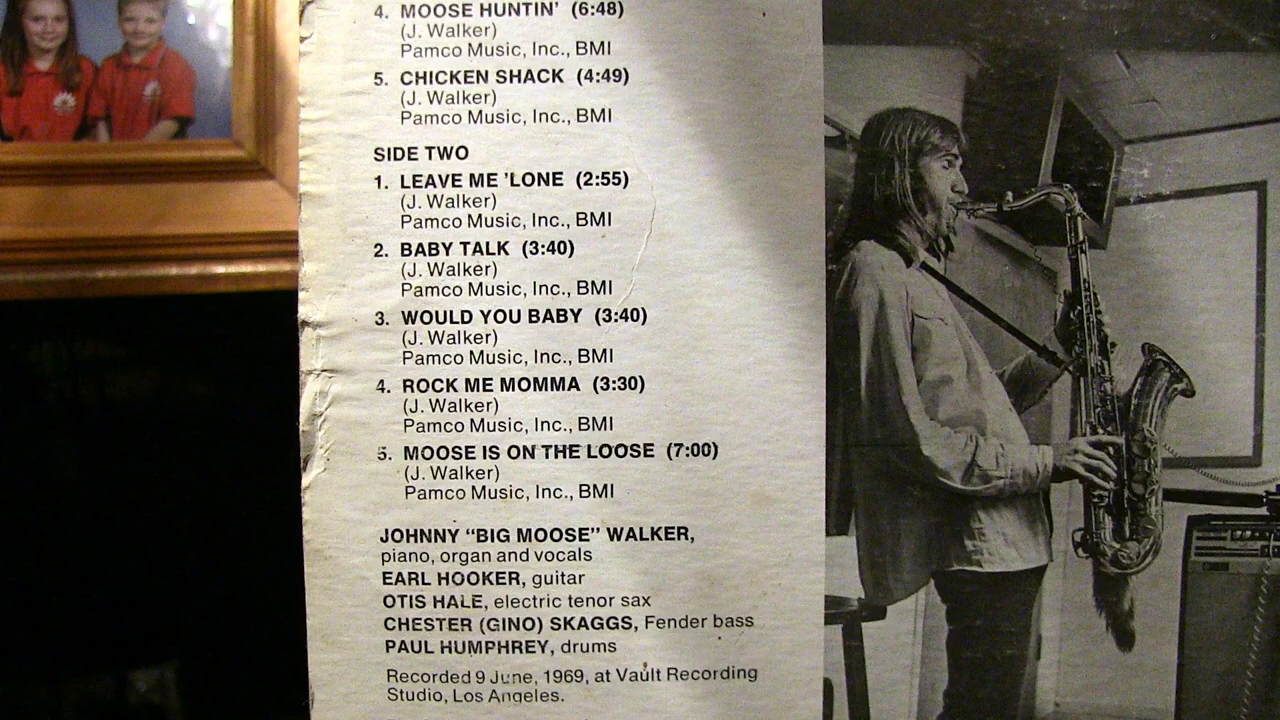 4. MOOSE HUNTIN' (6:48)
(J. Walker)
Pamco Music, Inc., BMI
5. CHICKEN SHACK (4:49)
(J. Walker)
Pamco Music, Inc., BMI
SIDE TWO
1. LEAVE ME 'LONE (2:55)
(J. Walker)
Pamco Music, Inc., BMI
2. BABY TALK (3:40)
(J. Walker)
Pamco Music, Inc., BMI
3. WOULD YOU BABY (3:40)
(J. Walker)
Pamco Music, Inc., BMI
4. ROCK ME MOMMA (3:30)
(J. Walker)
Pamco Music, Inc., BMI
5. MOOSE IS ON THE LOOSE (7:00)
(J. Walker)
Pamco Music, Inc., BMI
JOHNNY “BIG MOOSE” WALKER,
piano, organ and vocals
EARL HOOKER, guitar
OTIS HALE, electric tenor sax
CHESTER (GINO) SKAGGS, Fender bass
PAUL HUMPHREY, drums
Recorded 9 June, 1969, at Vault Recording
Studio, Los Angeles.